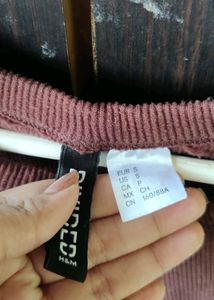 DIVIDED
H&M
EUR S
US S
CA P
MX CH
CN 160/88A